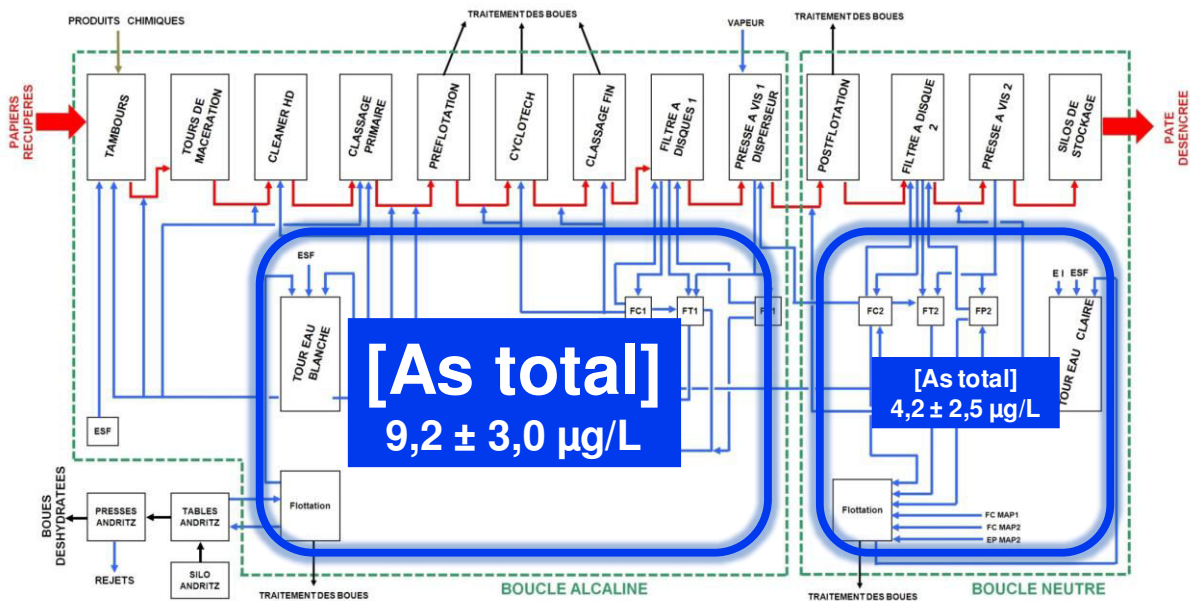 PRODUITS CHIMIQUES
TRAITEMENT DES BOUES
VAPEUR
TRAITEMENT DES BOUES
PAPIERS
RECUPERES
TAMBOURS
TOURS DE
MACERATION
CLEANER HD
CLASSAGE
PRIMAIRE
PREFLOTATION
CYCLOTECH
CLASSAGE FIN
FILTRE A
DISQUES 1
PRESSE A VIS 1
DISPERSEUR
POSTFLOTATION
FILTRE A DISQUE
2
PRESSE A VIS 2
SILOS DE
STOCKAGE
PATE
DESENCREE
ESF
TOUR EAU
BLANCHE
FC1
FT1
FC2
FT2
FP2
E I
ESF
TOUR EAU CLAIRE
[As total]
9,2 ± 3,0 µg/L
[As total]
4,2 ± 2,5 µg/L
ESF
BOUES
DESHYDRATEES
PRESSES
ANDRITZ
TABLES
ANDRITZ
Flottation
Flottation
FC MAP1
FC MAP2
EP MAP2
REJETS
SILO
ANDRITZ
TRAITEMENT DES BOUES
BOUCLE ALCALINE
TRAITEMENT DES BOUES
BOUCLE NEUTRE